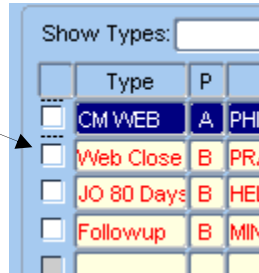 Show Types:
Type P
CM WEB A PHI
Web Close B PRA
JO 80 Days B HEI
Followup B MIN